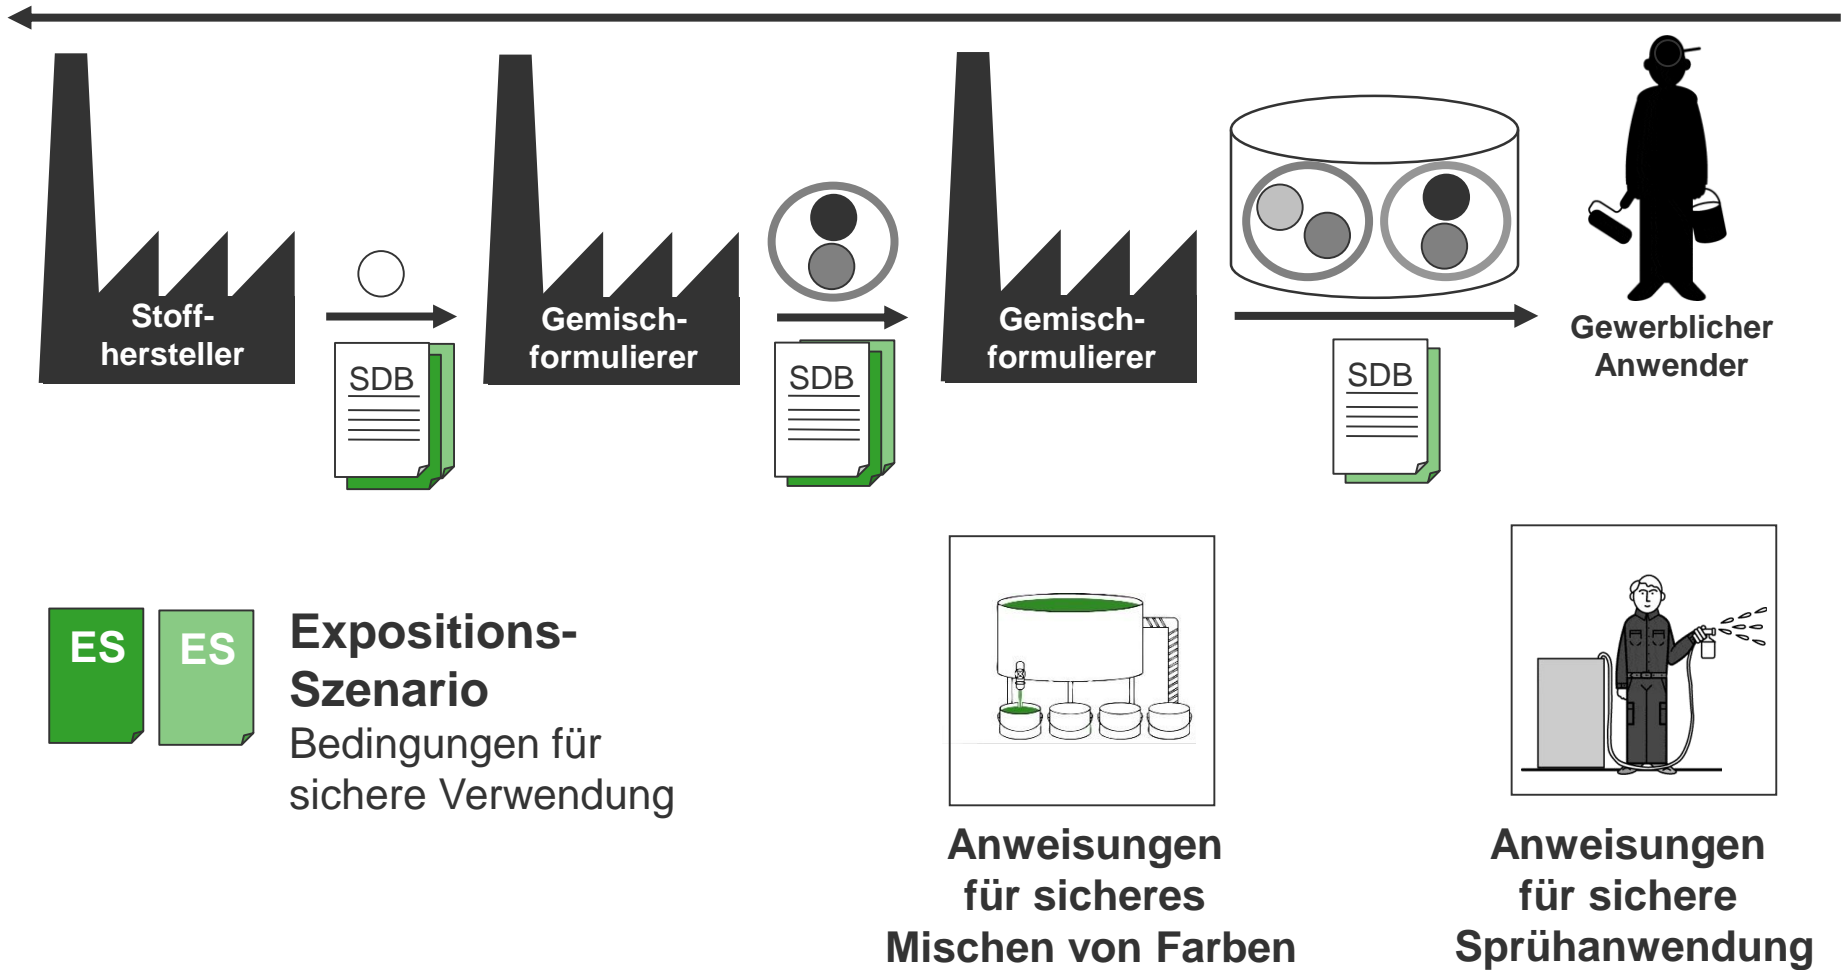 Stoff-
hersteller
SDB
Gemisch-
formulierer
SDB
Gemisch-
formulierer
SDB
Gewerblicher
Anwender
ES
ES
Expositions-
Szenario
Bedingungen für
sichere Verwendung
Anweisungen
für sicheres
Mischen von Farben
Anweisungen
für sichere
Sprühanwendung